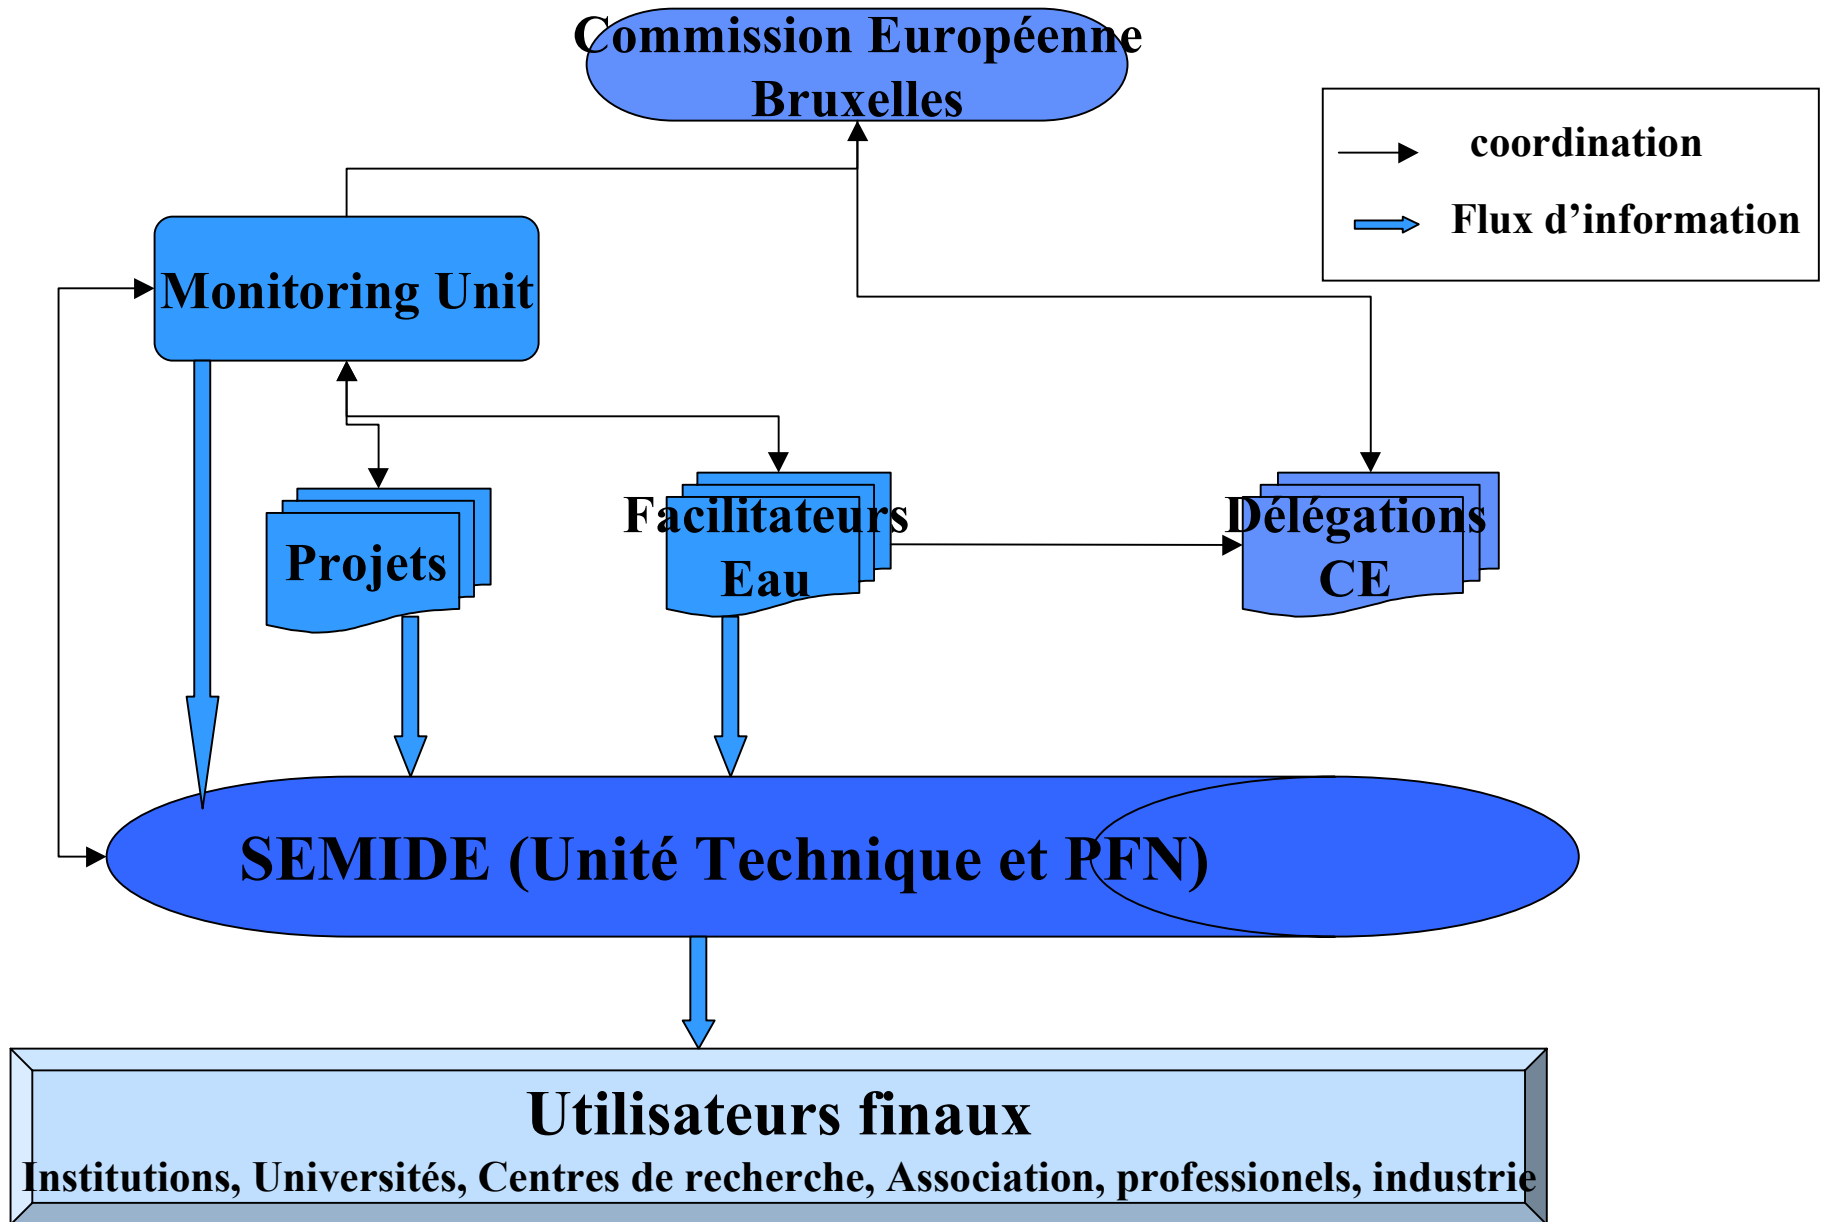 Commission Européenne
Bruxelles
coordination
Flux d’information
Monitoring Unit
Projets
Facilitateurs
Eau
Délégations
CE
SEMIDE (Unité Technique et PFN)
Utilisateurs finaux
Institutions, Universités, Centres de recherche, Association, professionels, industrie